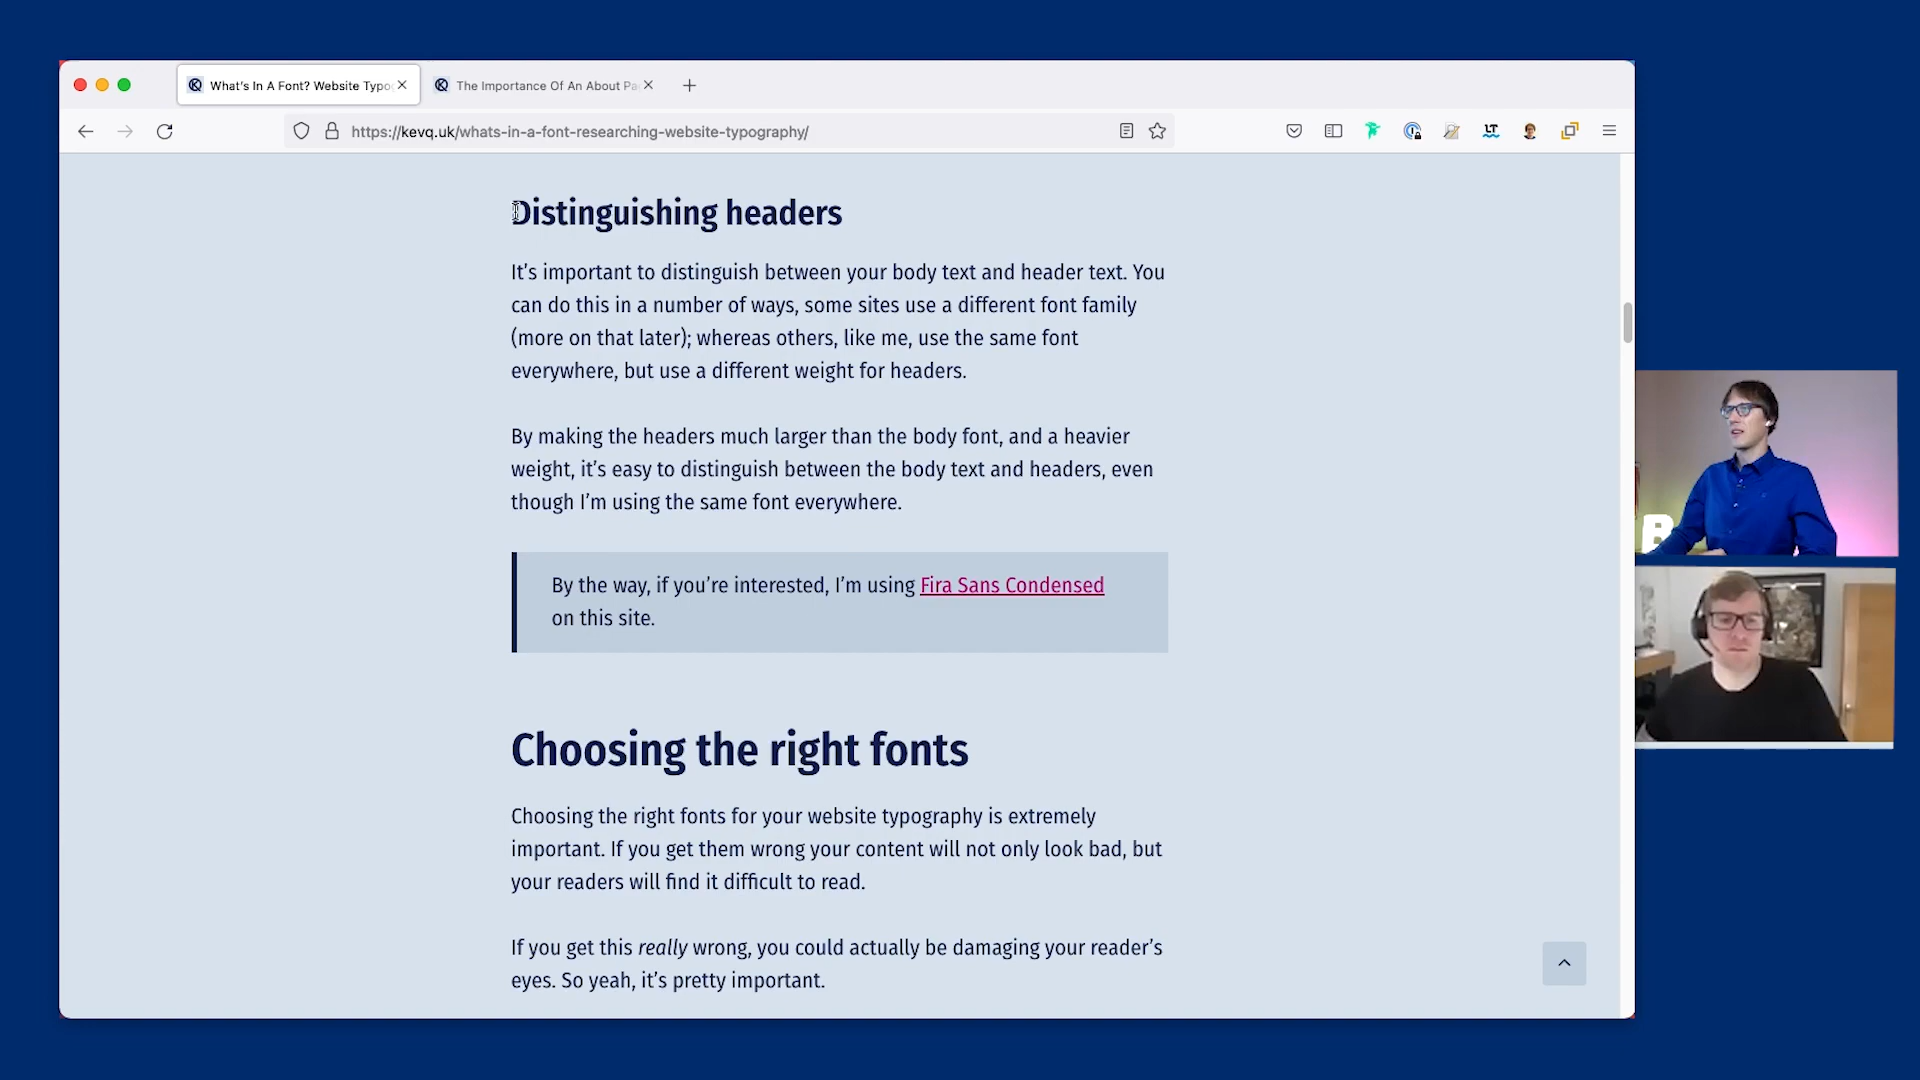 What's In A Font? Website Typo
The Importance Of An About Pa
https://kevq.uk/whats-in-a-font-researching-website-typography/
LT
Distinguishing headers
It's important to distinguish between your body text and header text. You
can do this in a number of ways, some sites use a different font family
(more on that later); whereas others, like me, use the same font
everywhere, but use a different weight for headers.
By making the headers much larger than the body font, and a heavier
weight, it's easy to distinguish between the body text and headers, even
though I'm using the same font everywhere.
By the way, if you're interested, I'm using Fira Sans Condensed
on this site.
Choosing the right fonts
Choosing the right fonts for your website typography is extremely
important. If you get them wrong your content will not only look bad, but
your readers will find it difficult to read.
If you get this really wrong, you could actually be damaging your reader's
eyes. So yeah, it's pretty important.
B